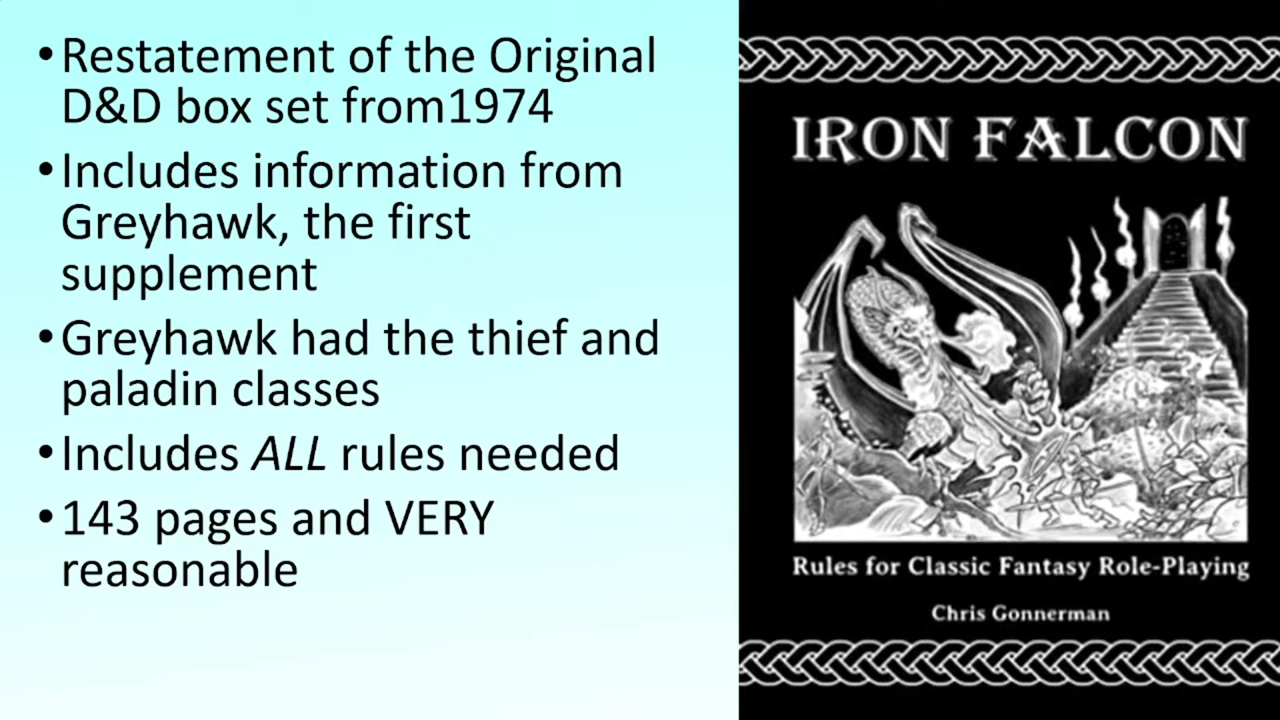 •Restatement of the Original
D&D box set from1974
•Includes information from
Greyhawk, the first
supplement
•Greyhawk had the thief and
paladin classes
•Includes ALL rules needed
•143 pages and VERY
reasonable
IRON FALCON
Rules for Classic Fantasy Role-Playing
Chris Gonnerman